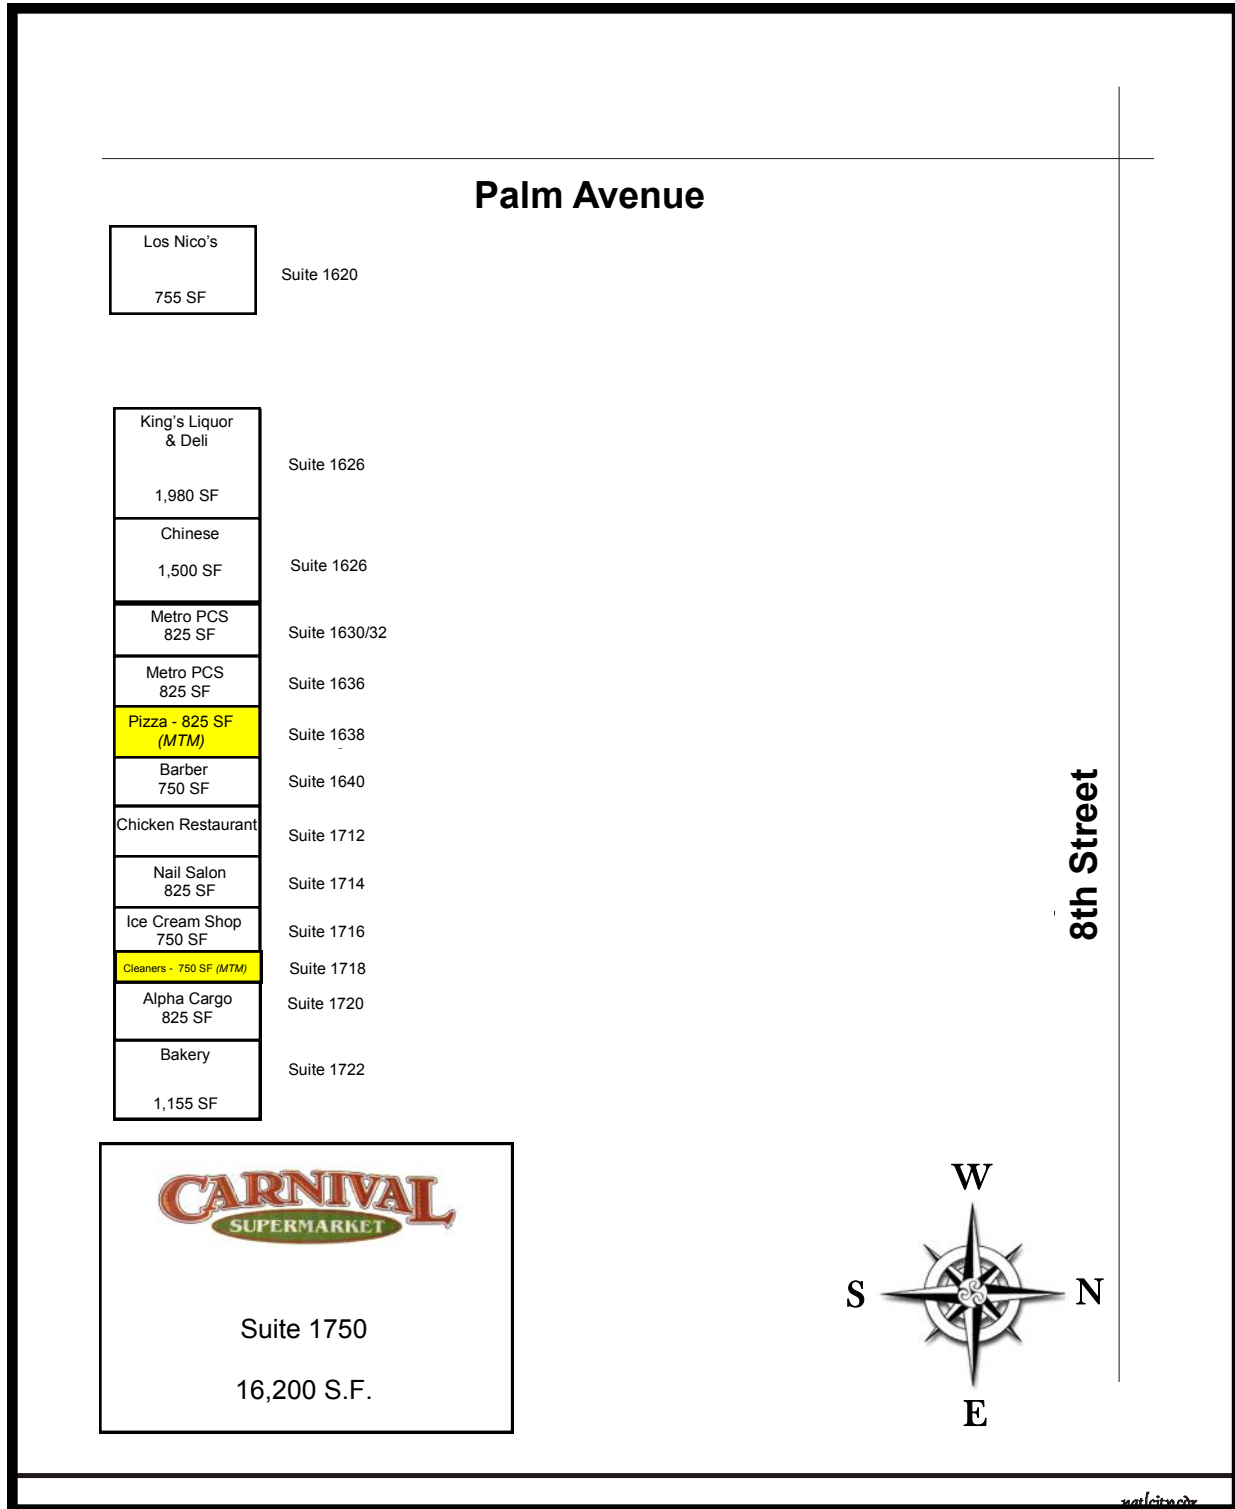 Palm Avenue
Los Nico's
755 SF
Suite 1620
King's Liquor
& Deli
1,980 SF
Suite 1626
Chinese
1,500 SF
Suite 1626
Metro PCS
825 SF
Suite 1630/32
Metro PCS
825 SF
Suite 1636
Pizza - 825 SF
(MTM)
Suite 1638
Barber
750 SF
Suite 1640
Chicken Restaurant
Suite 1712
Nail Salon
825 SF
Suite 1714
Ice Cream Shop
750 SF
Suite 1716
Cleaners - 750 SF (MTM)
Suite 1718
Alpha Cargo
825 SF
Suite 1720
Bakery
1,155 SF
Suite 1722
8th Street
CARNIVAL
SUPERMARKET
Suite 1750
16,200 S.F.
W
S
N
E